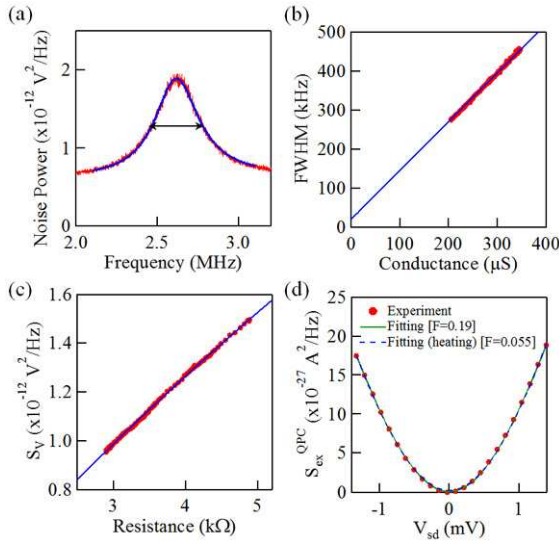 (a)
Noise Power (x10⁻¹² V²/Hz)
2
1
0
2.0 2.5 3.0
Frequency (MHz)
(b)
FWHM (kHz)
500
400
300
200
100
0
0 100 200 300 400
Conductance (µS)
(c)
S_V (x10⁻¹² V²/Hz)
1.6
1.4
1.2
1.0
0.8
3 4 5
Resistance (kΩ)
(d)
S_ex^QPC (x10⁻²⁷ A²/Hz)
25
20
15
10
5
0
Experiment
Fitting [F=0.19]
Fitting (heating) [F=0.055]
-1 0 1
V_sd (mV)